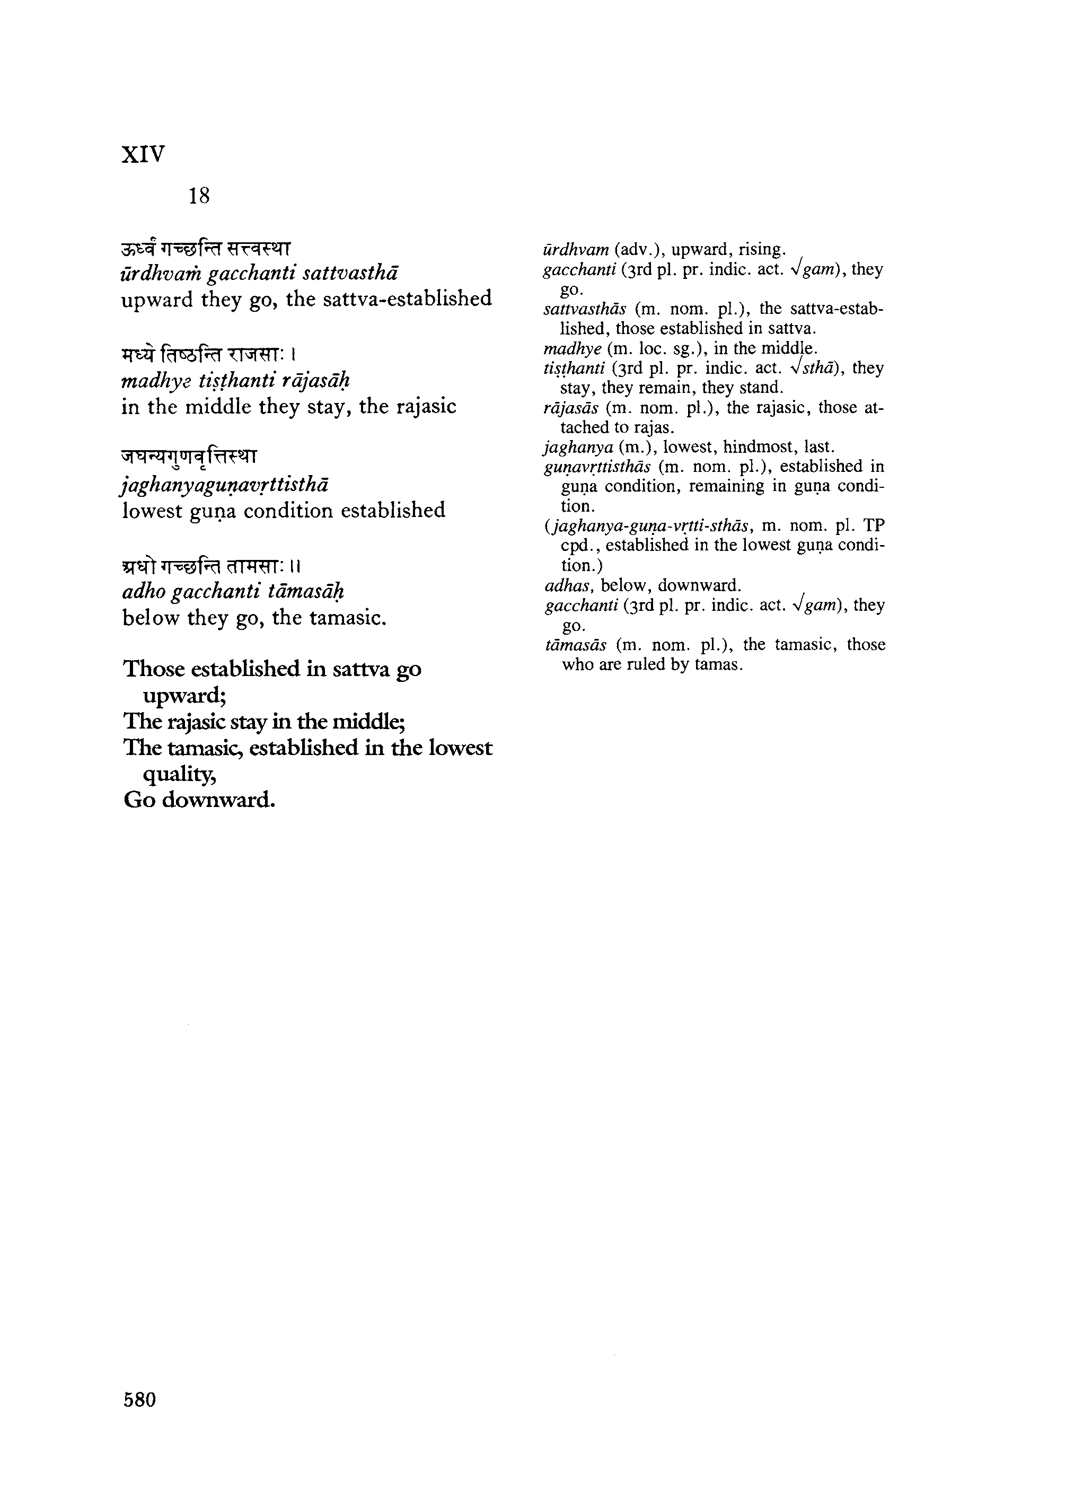 XIV
18
ऊर्ध्वं गच्छन्ति सत्त्वस्था
ūrdhvaṁ gacchanti sattvasthā
upward they go, the sattva-established
मध्ये तिष्ठन्ति राजसाः ।
madhye tiṣṭhanti rājasāḥ
in the middle they stay, the rajasic
जघन्यगुणवृत्तिस्था
jaghanyaguṇavṛttisthā
lowest guṇa condition established
अधो गच्छन्ति तामसाः ॥
adho gacchanti tāmasāḥ
below they go, the tamasic.
Those established in sattva go
upward;
The rajasic stay in the middle;
The tamasic, established in the lowest
quality,
Go downward.
ūrdhvam (adv.), upward, rising.
gacchanti (3rd pl. pr. indic. act. √gam), they
go.
sattvasthās (m. nom. pl.), the sattva-estab-
lished, those established in sattva.
madhye (m. loc. sg.), in the middle.
tiṣṭhanti (3rd pl. pr. indic. act. √sthā), they
stay, they remain, they stand.
rājasās (m. nom. pl.), the rajasic, those at-
tached to rajas.
jaghanya (m.), lowest, hindmost, last.
guṇavṛttisthās (m. nom. pl.), established in
guṇa condition, remaining in guṇa condi-
tion.
(jaghanya-guṇa-vṛtti-sthās, m. nom. pl. TP
cpd., established in the lowest guṇa condi-
tion.)
adhas, below, downward.
gacchanti (3rd pl. pr. indic. act. √gam), they
go.
tāmasās (m. nom. pl.), the tamasic, those
who are ruled by tamas.
580